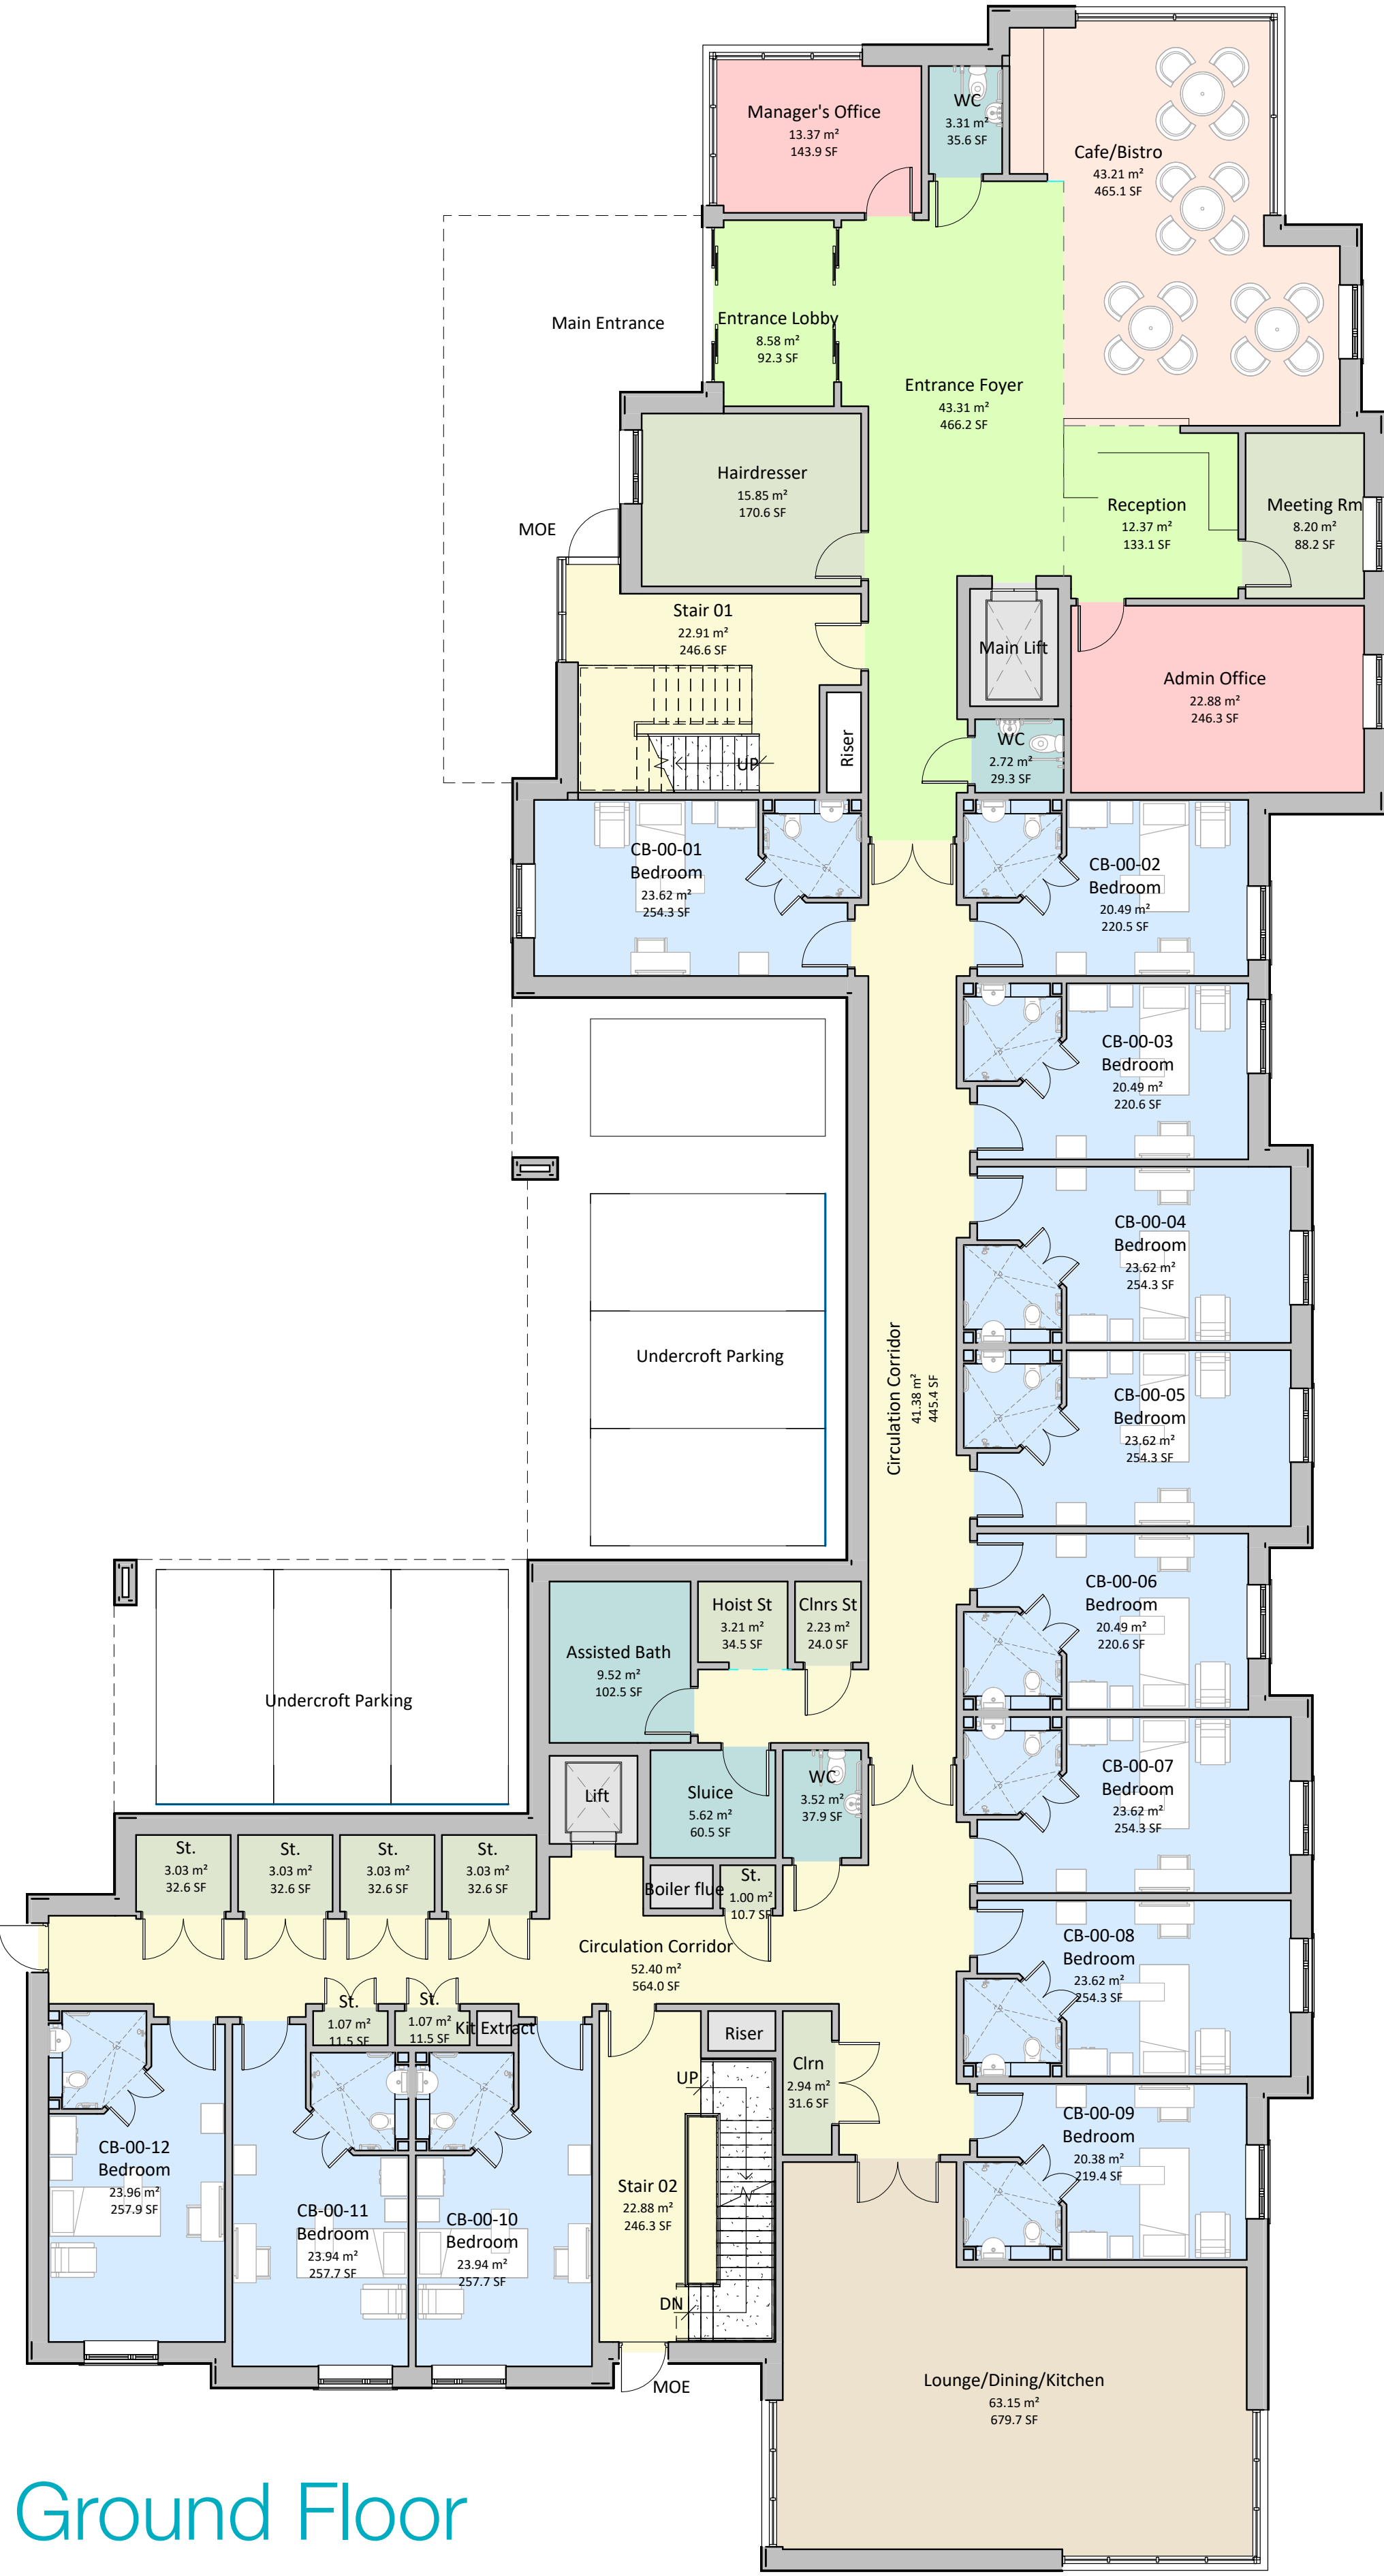 Manager's Office
13.37 m²
143.9 SF
WC
3.31 m²
35.6 SF
Cafe/Bistro
43.21 m²
465.1 SF
Main Entrance
Entrance Lobby
8.58 m²
92.3 SF
Entrance Foyer
43.31 m²
466.2 SF
Hairdresser
15.85 m²
170.6 SF
MOE
Reception
12.37 m²
133.1 SF
Meeting Rm
8.20 m²
88.2 SF
Stair 01
22.91 m²
246.6 SF
UP
Riser
Main Lift
Admin Office
22.88 m²
246.3 SF
WC
2.72 m²
29.3 SF
CB-00-01
Bedroom
23.62 m²
254.3 SF
CB-00-02
Bedroom
20.49 m²
220.5 SF
CB-00-03
Bedroom
20.49 m²
220.6 SF
CB-00-04
Bedroom
23.62 m²
254.3 SF
Undercroft Parking
Circulation Corridor
41.38 m²
445.4 SF
CB-00-05
Bedroom
23.62 m²
254.3 SF
CB-00-06
Bedroom
20.49 m²
220.6 SF
Assisted Bath
9.52 m²
102.5 SF
Hoist St
3.21 m²
34.5 SF
Clnrs St
2.23 m²
24.0 SF
Undercroft Parking
Lift
Sluice
5.62 m²
60.5 SF
WC
3.52 m²
37.9 SF
CB-00-07
Bedroom
23.62 m²
254.3 SF
St.
3.03 m²
32.6 SF
St.
3.03 m²
32.6 SF
St.
3.03 m²
32.6 SF
St.
3.03 m²
32.6 SF
Boiler flue
St.
1.00 m²
10.7 SF
Circulation Corridor
52.40 m²
564.0 SF
CB-00-08
Bedroom
23.62 m²
254.3 SF
St.
1.07 m²
11.5 SF
St.
1.07 m²
11.5 SF
Kit Extract
Riser
Clrn
2.94 m²
31.6 SF
UP
CB-00-09
Bedroom
20.38 m²
219.4 SF
CB-00-12
Bedroom
23.96 m²
257.9 SF
CB-00-11
Bedroom
23.94 m²
257.7 SF
CB-00-10
Bedroom
23.94 m²
257.7 SF
Stair 02
22.88 m²
246.3 SF
DN
MOE
Lounge/Dining/Kitchen
63.15 m²
679.7 SF
Ground Floor